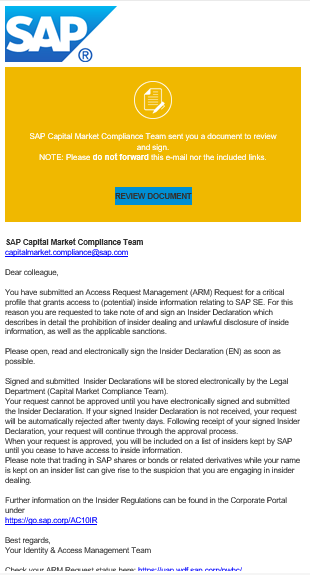 SAP
®
SAP Capital Market Compliance Team sent you a document to review
and sign.
NOTE: Please do not forward this e-mail nor the included links.
REVIEW DOCUMENT
SAP Capital Market Compliance Team
capitalmarket.compliance@sap.com
Dear colleague,
You have submitted an Access Request Management (ARM) Request for a critical
profile that grants access to (potential) inside information relating to SAP SE. For this
reason you are requested to take note of and sign an Insider Declaration which
describes in detail the prohibition of insider dealing and unlawful disclosure of inside
information, as well as the applicable sanctions.
Please open, read and electronically sign the Insider Declaration (EN) as soon as
possible.
Signed and submitted Insider Declarations will be stored electronically by the Legal
Department (Capital Market Compliance Team).
Your request cannot be approved until you have electronically signed and submitted
the Insider Declaration. If your signed Insider Declaration is not received, your request
will be automatically rejected after twenty days. Following receipt of your signed Insider
Declaration, your request will continue through the approval process.
When your request is approved, you will be included on a list of insiders kept by SAP
until you cease to have access to inside information.
Please note that trading in SAP shares or bonds or related derivatives while your name
is kept on an insider list can give rise to the suspicion that you are engaging in insider
dealing.
Further information on the Insider Regulations can be found in the Corporate Portal
under
https://go.sap.corp/AC10IR
Best regards,
Your Identity & Access Management Team
Check your ARM Request status here: https://uap.wdf.sap.corp/nwbc/